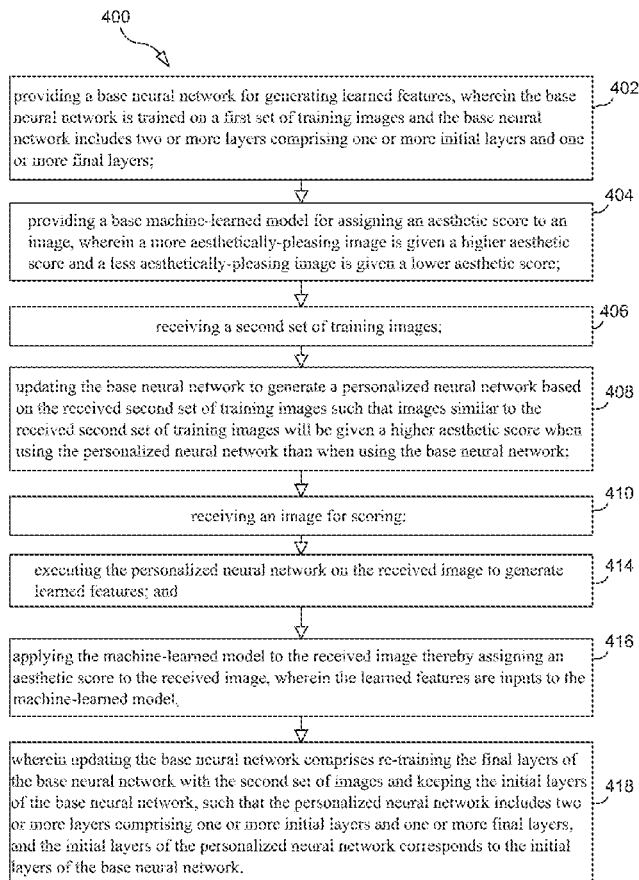 400
providing a base neural network for generating learned features, wherein the base
neural network is trained on a first set of training images and the base neural
network includes two or more layers comprising one or more initial layers and one
or more final layers;
402
providing a base machine-learned model for assigning an aesthetic score to an
image, wherein a more aesthetically-pleasing image is given a higher aesthetic
score and a less aesthetically-pleasing image is given a lower aesthetic score;
404
receiving a second set of training images;
406
updating the base neural network to generate a personalized neural network based
on the received second set of training images such that images similar to the
received second set of training images will be given a higher aesthetic score when
using the personalized neural network than when using the base neural network;
408
receiving an image for scoring;
410
executing the personalized neural network on the received image to generate
learned features; and
414
applying the machine-learned model to the received image thereby assigning an
aesthetic score to the received image, wherein the learned features are inputs to the
machine-learned model,
416
wherein updating the base neural network comprises re-training the final layers of
the base neural network with the second set of images and keeping the initial layers
of the base neural network, such that the personalized neural network includes two
or more layers comprising one or more initial layers and one or more final layers,
and the initial layers of the personalized neural network corresponds to the initial
layers of the base neural network.
418